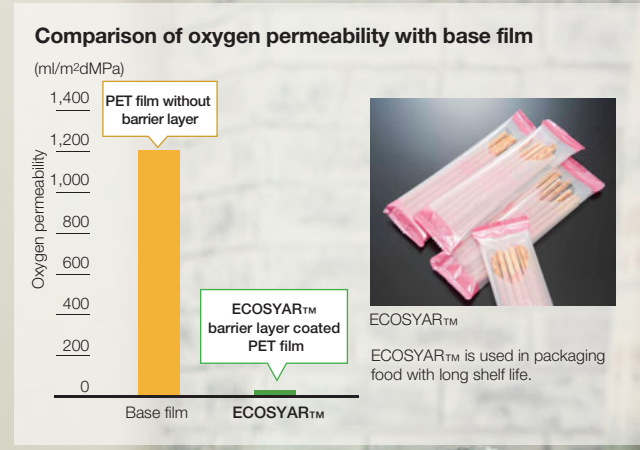 Comparison of oxygen permeability with base film
(ml/m²dMPa)
Oxygen permeability
1,400
1,200
1,000
800
600
400
200
0
PET film without
barrier layer
ECOSYAR™
barrier layer coated
PET film
Base film
ECOSYAR™
ECOSYAR™
ECOSYAR™ is used in packaging
food with long shelf life.